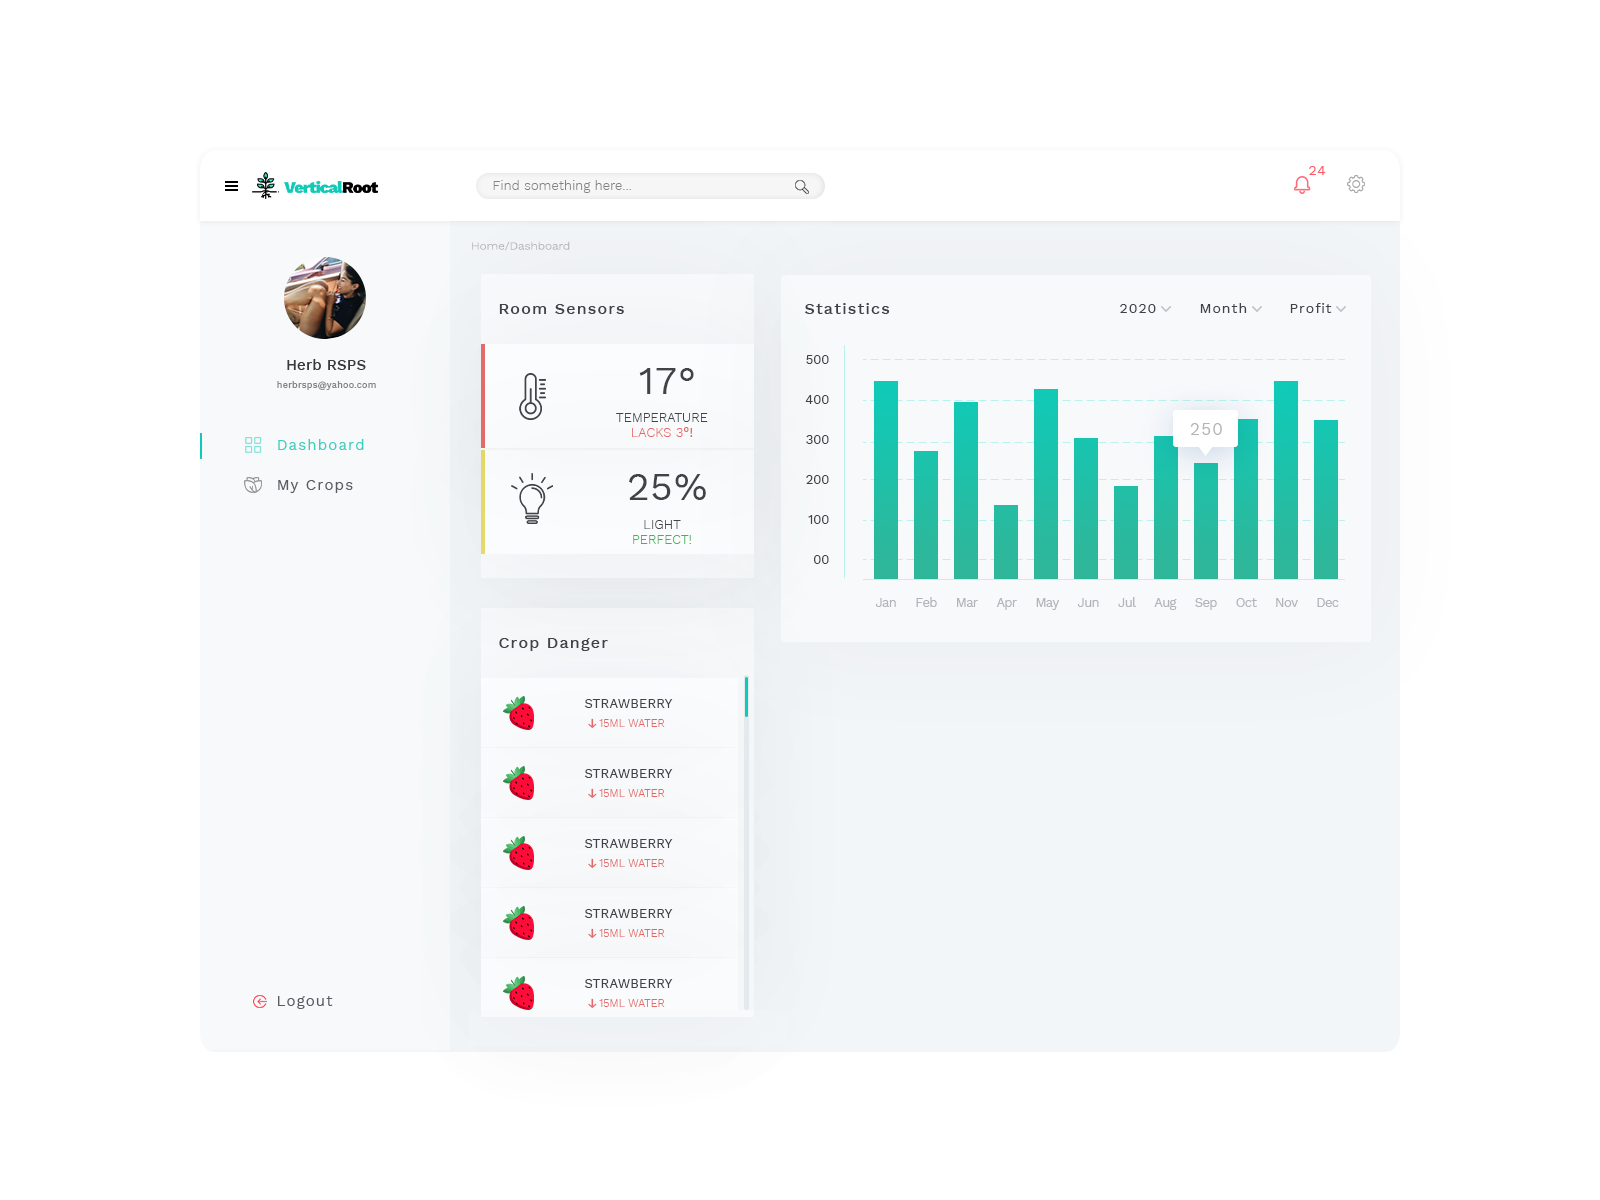 VerticalRoot
Find something here...
24
Home/Dashboard
Herb RSPS
herbrsps@yahoo.com
Dashboard
My Crops
Logout
Room Sensors
17°
TEMPERATURE
LACKS 3°!
25%
LIGHT
PERFECT!
Crop Danger
STRAWBERRY
15ML WATER
STRAWBERRY
15ML WATER
STRAWBERRY
15ML WATER
STRAWBERRY
15ML WATER
STRAWBERRY
15ML WATER
Statistics
2020 Month Profit
500
400
300
200
100
00
250
Jan Feb Mar Apr May Jun Jul Aug Sep Oct Nov Dec